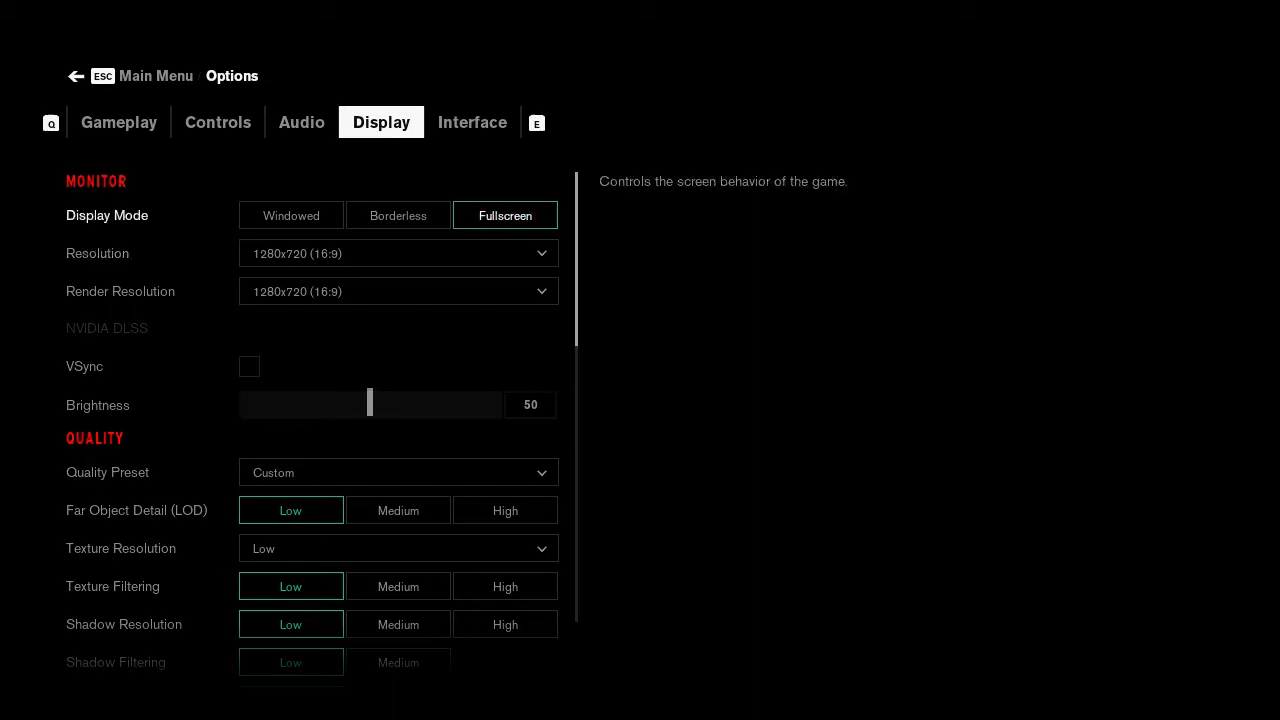 ESC Main Menu / Options
Q Gameplay Controls Audio Display Interface E
MONITOR
Controls the screen behavior of the game.
Display Mode Windowed Borderless Fullscreen
Resolution 1280x720 (16:9)
Render Resolution 1280x720 (16:9)
NVIDIA DLSS
VSync
Brightness 50
QUALITY
Quality Preset Custom
Far Object Detail (LOD) Low Medium High
Texture Resolution Low
Texture Filtering Low Medium High
Shadow Resolution Low Medium High
Shadow Filtering Low Medium